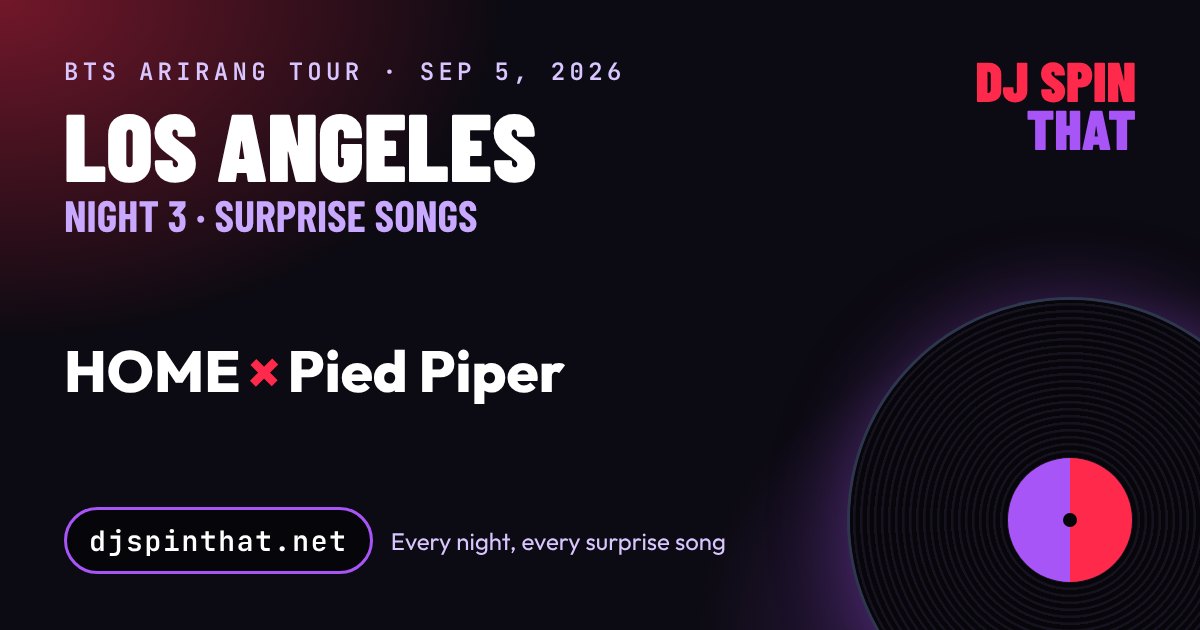 BTS ARIRANG TOUR · SEP 5, 2026
LOS ANGELES
NIGHT 3 · SURPRISE SONGS
DJ SPIN
THAT
HOME × Pied Piper
djspinthat.net
Every night, every surprise song